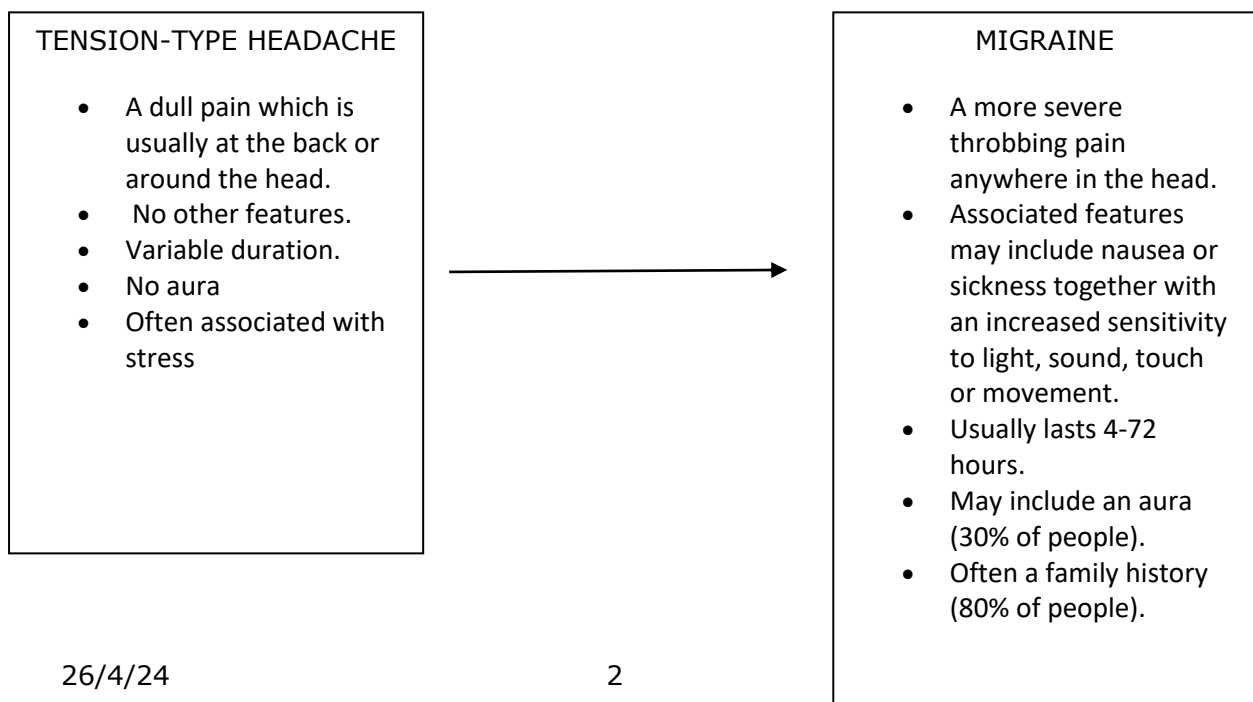 TENSION-TYPE HEADACHE
• A dull pain which is
usually at the back or
around the head.
• No other features.
• Variable duration.
• No aura
• Often associated with
stress
MIGRAINE
• A more severe
throbbing pain
anywhere in the head.
• Associated features
may include nausea or
sickness together with
an increased sensitivity
to light, sound, touch
or movement.
• Usually lasts 4-72
hours.
• May include an aura
(30% of people).
• Often a family history
(80% of people).
26/4/24
2